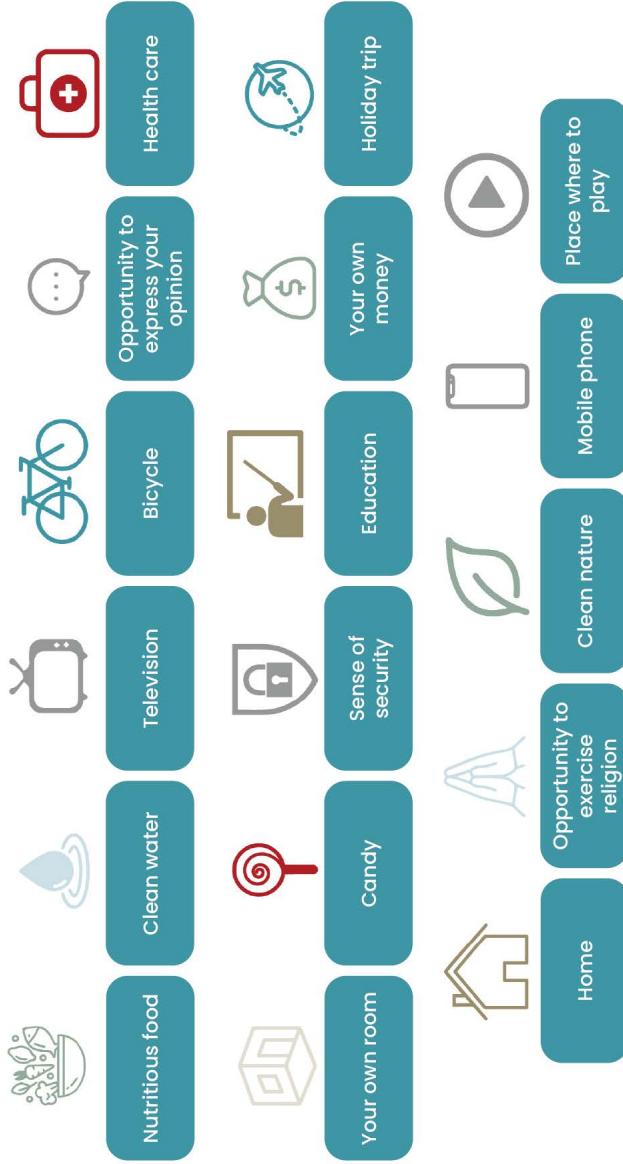 Nutritious food
Clean water
Television
Bicycle
Opportunity to
express your
opinion
Health care
Your own room
Candy
Sense of
security
Education
Your own
money
Holiday trip
Home
Opportunity to
exercise
religion
Clean nature
Mobile phone
Place where to
play